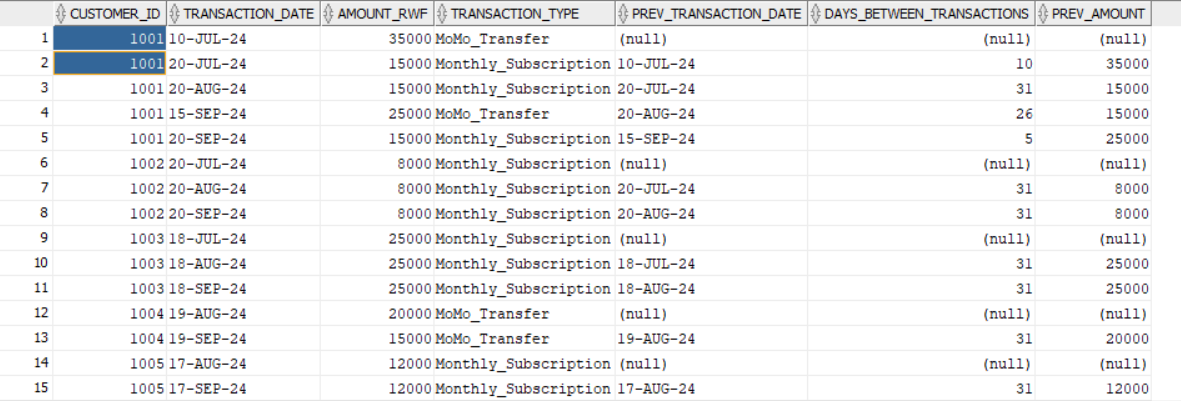 CUSTOMER_ID TRANSACTION_DATE AMOUNT_RWF TRANSACTION_TYPE PREV_TRANSACTION_DATE DAYS_BETWEEN_TRANSACTIONS PREV_AMOUNT
1 1001 10-JUL-24 35000 MoMo_Transfer (null) (null) (null)
2 1001 20-JUL-24 15000 Monthly_Subscription 10-JUL-24 10 35000
3 1001 20-AUG-24 15000 Monthly_Subscription 20-JUL-24 31 15000
4 1001 15-SEP-24 25000 MoMo_Transfer 20-AUG-24 26 15000
5 1001 20-SEP-24 15000 Monthly_Subscription 15-SEP-24 5 25000
6 1002 20-JUL-24 8000 Monthly_Subscription (null) (null) (null)
7 1002 20-AUG-24 8000 Monthly_Subscription 20-JUL-24 31 8000
8 1002 20-SEP-24 8000 Monthly_Subscription 20-AUG-24 31 8000
9 1003 18-JUL-24 25000 Monthly_Subscription (null) (null) (null)
10 1003 18-AUG-24 25000 Monthly_Subscription 18-JUL-24 31 25000
11 1003 18-SEP-24 25000 Monthly_Subscription 18-AUG-24 31 25000
12 1004 19-AUG-24 20000 MoMo_Transfer (null) (null) (null)
13 1004 19-SEP-24 15000 MoMo_Transfer 19-AUG-24 31 20000
14 1005 17-AUG-24 12000 Monthly_Subscription (null) (null) (null)
15 1005 17-SEP-24 12000 Monthly_Subscription 17-AUG-24 31 12000